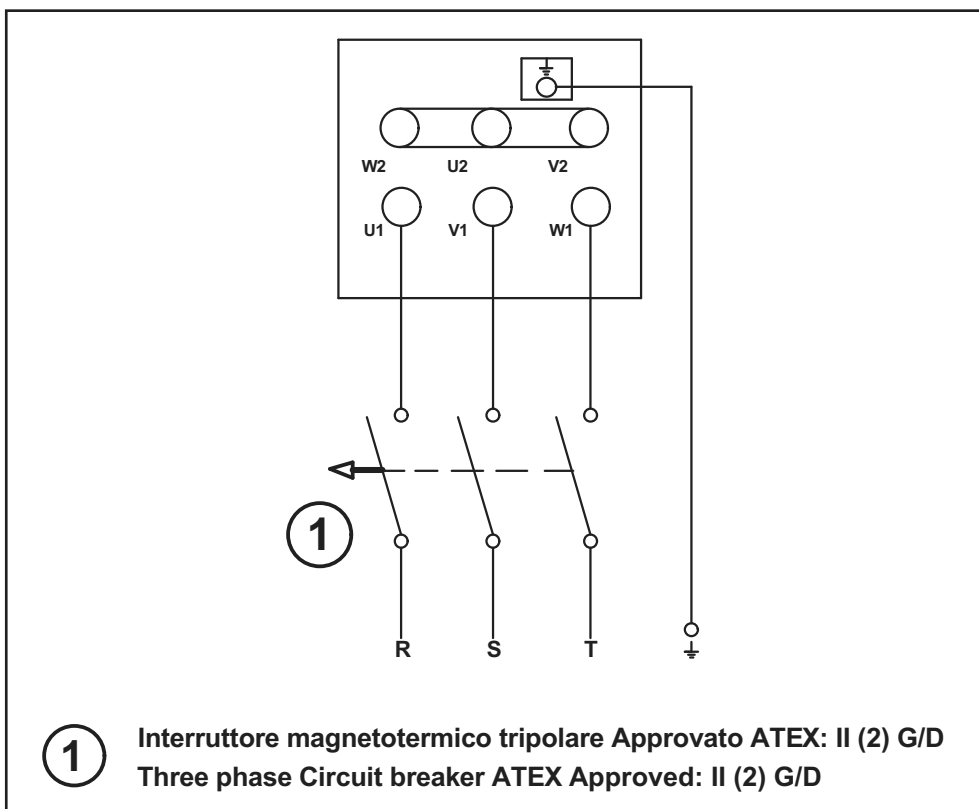 W2 U2 V2
U1 V1 W1
1
R S T
1
Interruttore magnetotermico tripolare Approvato ATEX: II (2) G/D
Three phase Circuit breaker ATEX Approved: II (2) G/D